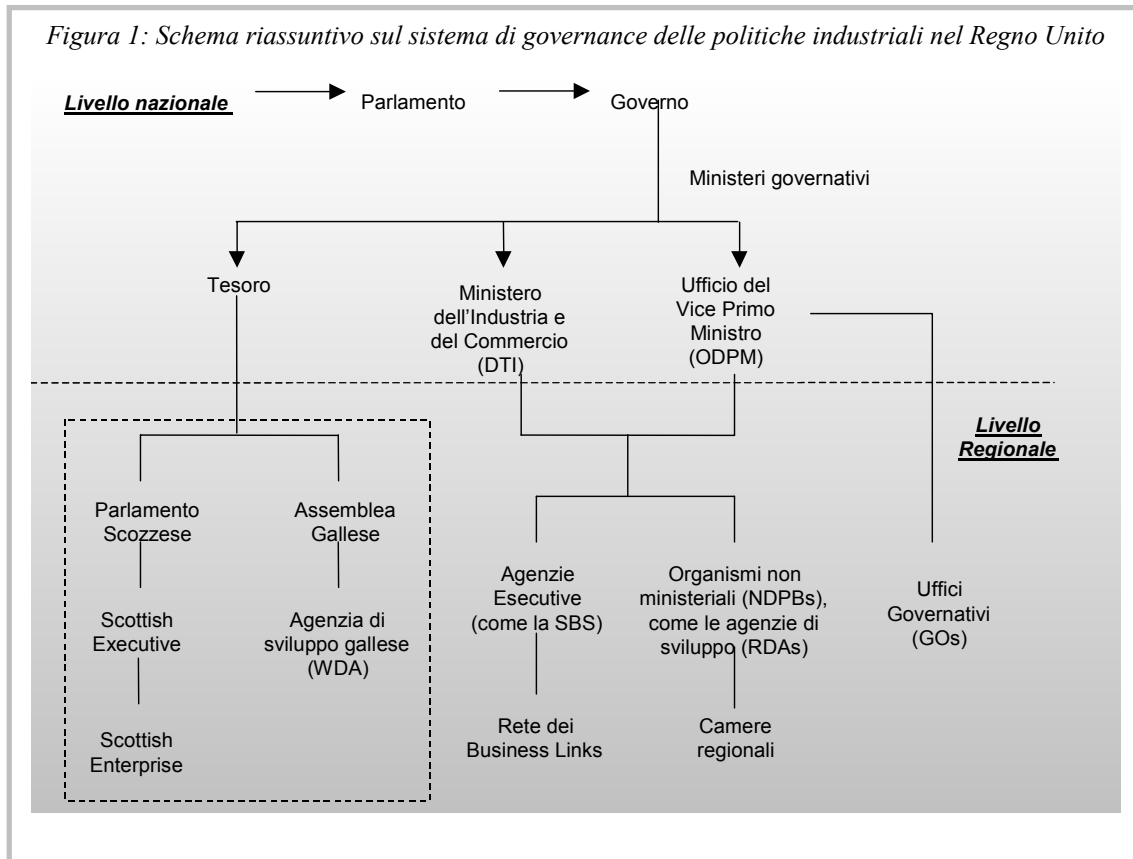 Figura 1: Schema riassuntivo sul sistema di governance delle politiche industriali nel Regno Unito
Livello nazionale
Parlamento
Governo
Ministeri governativi
Tesoro
Ministero
dell'Industria e
del Commercio
(DTI)
Ufficio del
Vice Primo
Ministro
(ODPM)
Livello
Regionale
Parlamento
Scozzese
Assemblea
Gallese
Scottish
Executive
Agenzia di
sviluppo gallese
(WDA)
Scottish
Enterprise
Agenzie
Esecutive
(come la SBS)
Organismi non
ministeriali (NDPBs),
come le agenzie di
sviluppo (RDAs)
Uffici
Governativi
(GOs)
Rete dei
Business Links
Camere
regionali